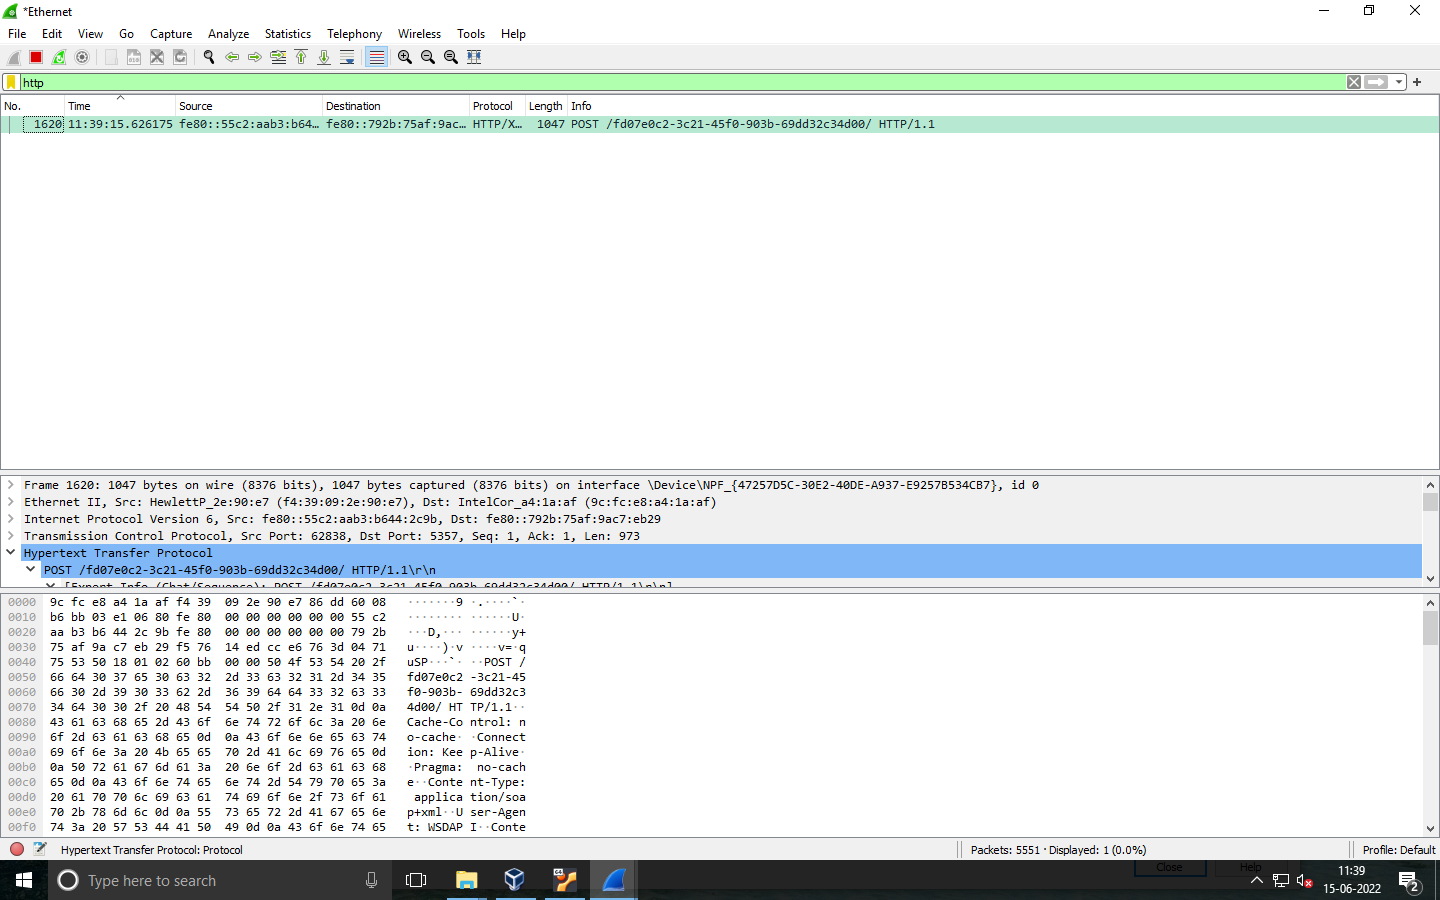 *Ethernet
File Edit View Go Capture Analyze Statistics Telephony Wireless Tools Help
http
No. Time Source Destination Protocol Length Info
1620 11:39:15.626175 fe80::55c2:aab3:b64… fe80::792b:75af:9ac… HTTP/X… 1047 POST /fd07e0c2-3c21-45f0-903b-69dd32c34d00/ HTTP/1.1
Frame 1620: 1047 bytes on wire (8376 bits), 1047 bytes captured (8376 bits) on interface \Device\NPF_{47257D5C-30E2-40DE-A937-E9257B534CB7}, id 0
Ethernet II, Src: HewlettP_2e:90:e7 (f4:39:09:2e:90:e7), Dst: IntelCor_a4:1a:af (9c:fc:e8:a4:1a:af)
Internet Protocol Version 6, Src: fe80::55c2:aab3:b644:2c9b, Dst: fe80::792b:75af:9ac7:eb29
Transmission Control Protocol, Src Port: 62838, Dst Port: 5357, Seq: 1, Ack: 1, Len: 973
Hypertext Transfer Protocol
POST /fd07e0c2-3c21-45f0-903b-69dd32c34d00/ HTTP/1.1\r\n
[Expert Info (Chat/Sequence): POST /fd07e0c2-3c21-45f0-903b-69dd32c34d00/ HTTP/1.1\r\n]
0000 9c fc e8 a4 1a af f4 39 09 2e 90 e7 86 dd 60 08 ·······9 ·.····`·
0010 b6 bb 03 e1 06 80 fe 80 00 00 00 00 00 00 55 c2 ········ ······U·
0020 aa b3 b6 44 2c 9b fe 80 00 00 00 00 00 00 79 2b ···D,··· ······y+
0030 75 af 9a c7 eb 29 f5 76 14 ed cc e6 76 3d 04 71 u····)·v ····v=·q
0040 75 53 50 18 01 02 60 bb 00 00 50 4f 53 54 20 2f uSP···`· ··POST /
0050 66 64 30 37 65 30 63 32 2d 33 63 32 31 2d 34 35 fd07e0c2 -3c21-45
0060 66 30 2d 39 30 33 62 2d 36 39 64 64 33 32 63 33 f0-903b- 69dd32c3
0070 34 64 30 30 2f 20 48 54 54 50 2f 31 2e 31 0d 0a 4d00/ HT TP/1.1··
0080 43 61 63 68 65 2d 43 6f 6e 74 72 6f 6c 3a 20 6e Cache-Co ntrol: n
0090 6f 2d 63 61 63 68 65 0d 0a 43 6f 6e 6e 65 63 74 o-cache· ·Connect
00a0 69 6f 6e 3a 20 4b 65 65 70 2d 41 6c 69 76 65 0d ion: Kee p-Alive·
00b0 0a 50 72 61 67 6d 61 3a 20 6e 6f 2d 63 61 63 68 ·Pragma: no-cach
00c0 65 0d 0a 43 6f 6e 74 65 6e 74 2d 54 79 70 65 3a e··Conte nt-Type:
00d0 20 61 70 70 6c 69 63 61 74 69 6f 6e 2f 73 6f 61 applica tion/soa
00e0 70 2b 78 6d 6c 0d 0a 55 73 65 72 2d 41 67 65 6e p+xml··U ser-Agen
00f0 74 3a 20 57 53 44 41 50 49 0d 0a 43 6f 6e 74 65 t: WSDAP I··Conte
Hypertext Transfer Protocol: Protocol
Packets: 5551 · Displayed: 1 (0.0%)
Profile: Default
Close Help
Type here to search
11:39
15-06-2022
2